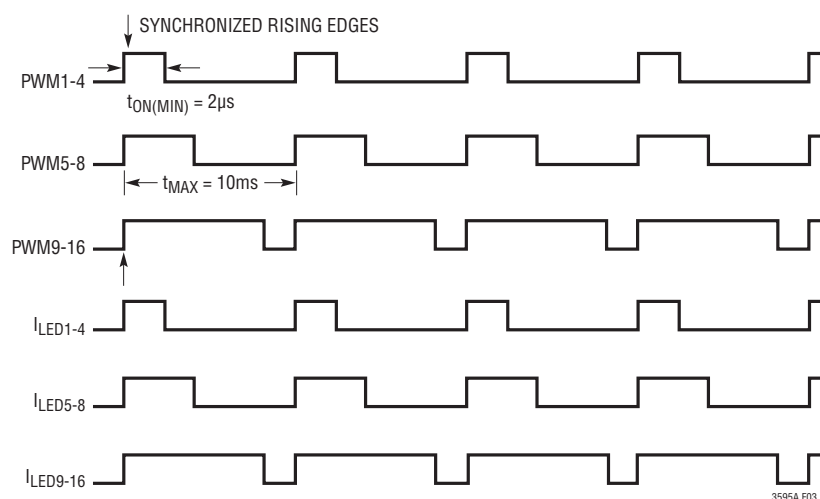 SYNCHRONIZED RISING EDGES
PWM1-4
tON(MIN) = 2µs
PWM5-8
tMAX = 10ms
PWM9-16
ILED1-4
ILED5-8
ILED9-16
3595A F03